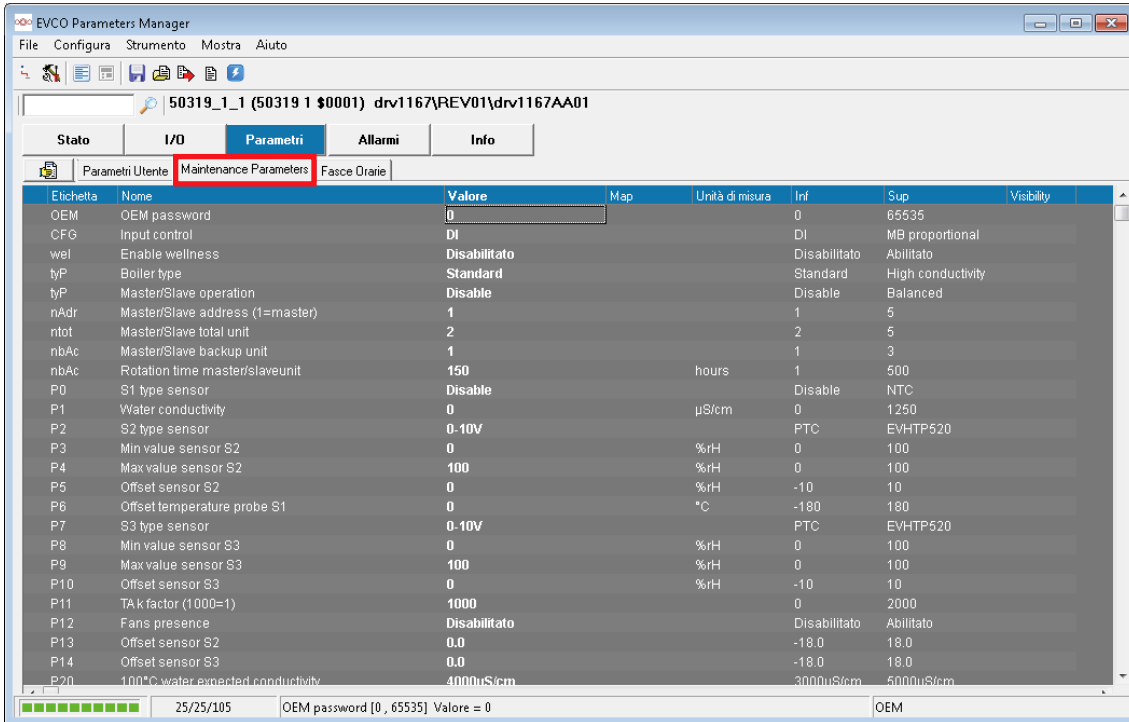 EVCO Parameters Manager
File Configura Strumento Mostra Aiuto
50319_1_1 (50319 1 $0001) drv1167\REV01\drv1167AA01
Stato I/O Parametri Allarmi Info
Parametri Utente Maintenance Parameters Fasce Orarie
Etichetta Nome Valore Map Unità di misura Inf Sup Visibility
OEM OEM password 0 0 65535
CFG Input control DI DI MB proportional
wel Enable wellness Disabilitato Disabilitato Abilitato
tyP Boiler type Standard Standard High conductivity
tyP Master/Slave operation Disable Disable Balanced
nAdr Master/Slave address (1=master) 1 1 5
ntot Master/Slave total unit 2 2 5
nbAc Master/Slave backup unit 1 1 3
nbAc Rotation time master/slaveunit 150 hours 1 500
P0 S1 type sensor Disable Disable NTC
P1 Water conductivity 0 µS/cm 0 1250
P2 S2 type sensor 0-10V PTC EVHTP520
P3 Min value sensor S2 0 %rH 0 100
P4 Max value sensor S2 100 %rH 0 100
P5 Offset sensor S2 0 %rH -10 10
P6 Offset temperature probe S1 0 °C -180 180
P7 S3 type sensor 0-10V PTC EVHTP520
P8 Min value sensor S3 0 %rH 0 100
P9 Max value sensor S3 100 %rH 0 100
P10 Offset sensor S3 0 %rH -10 10
P11 TA k factor (1000=1) 1000 0 2000
P12 Fans presence Disabilitato Disabilitato Abilitato
P13 Offset sensor S2 0.0 -18.0 18.0
P14 Offset sensor S3 0.0 -18.0 18.0
P20 100°C water expected conductivity 4000uS/cm 3000uS/cm 5000uS/cm
25/25/105 OEM password [0 , 65535] Valore = 0 OEM